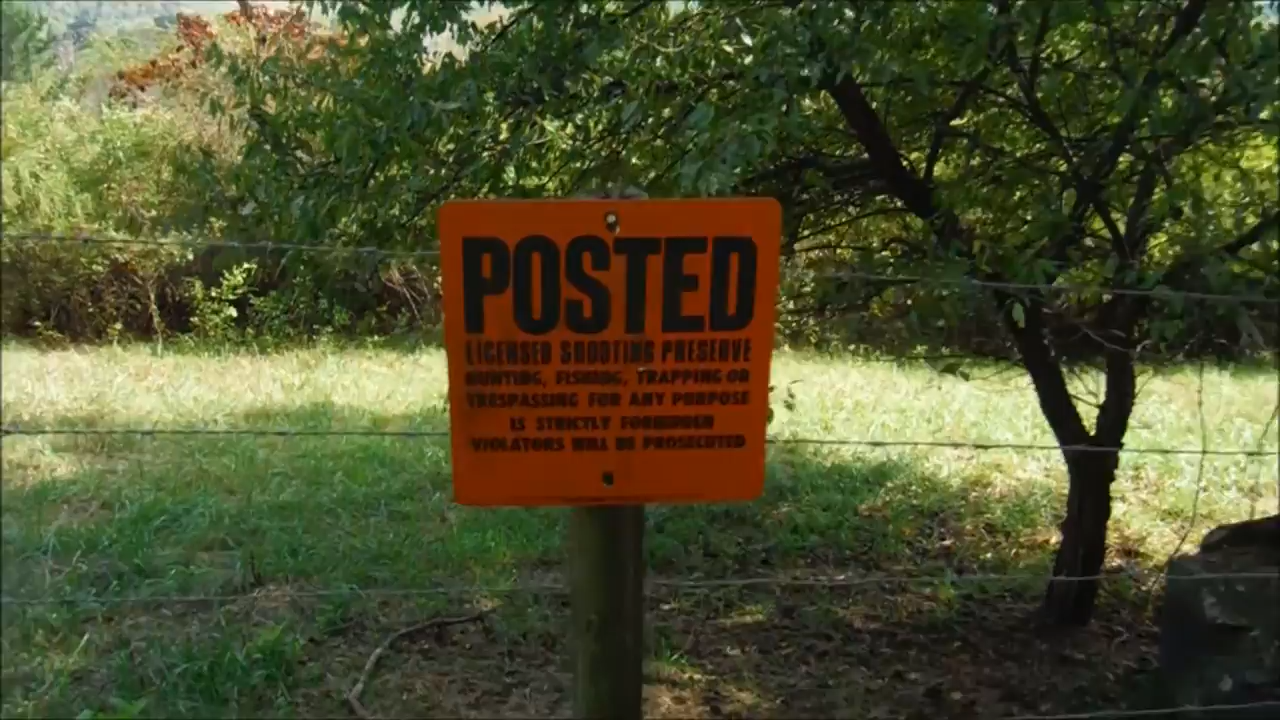 POSTED
LICENSED SHOOTING PRESERVE
HUNTING, FISHING, TRAPPING OR
TRESPASSING FOR ANY PURPOSE
IS STRICTLY FORBIDDEN
VIOLATORS WILL BE PROSECUTED